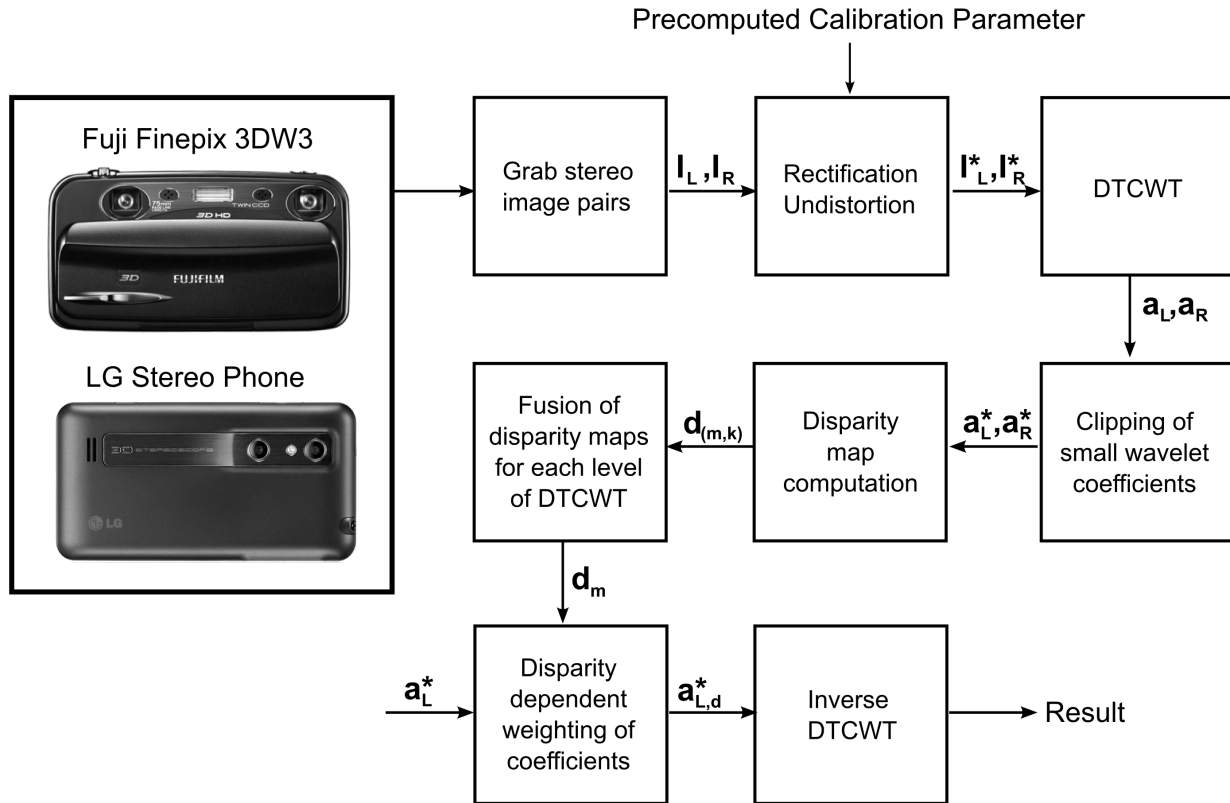 Precomputed Calibration Parameter
Fuji Finepix 3DW3
75mm
TWIN CCD
3D HD
3D
FUJIFILM
LG Stereo Phone
3D STEREOSCOPE
LG
Grab stereo
image pairs
I_L,I_R
Rectification
Undistortion
I*_L,I*_R
DTCWT
a_L,a_R
Clipping of
small wavelet
coefficients
a*_L,a*_R
Disparity
map
computation
d_(m,k)
Fusion of
disparity maps
for each level
of DTCWT
d_m
a*_L
Disparity
dependent
weighting of
coefficients
a*_L,d
Inverse
DTCWT
Result